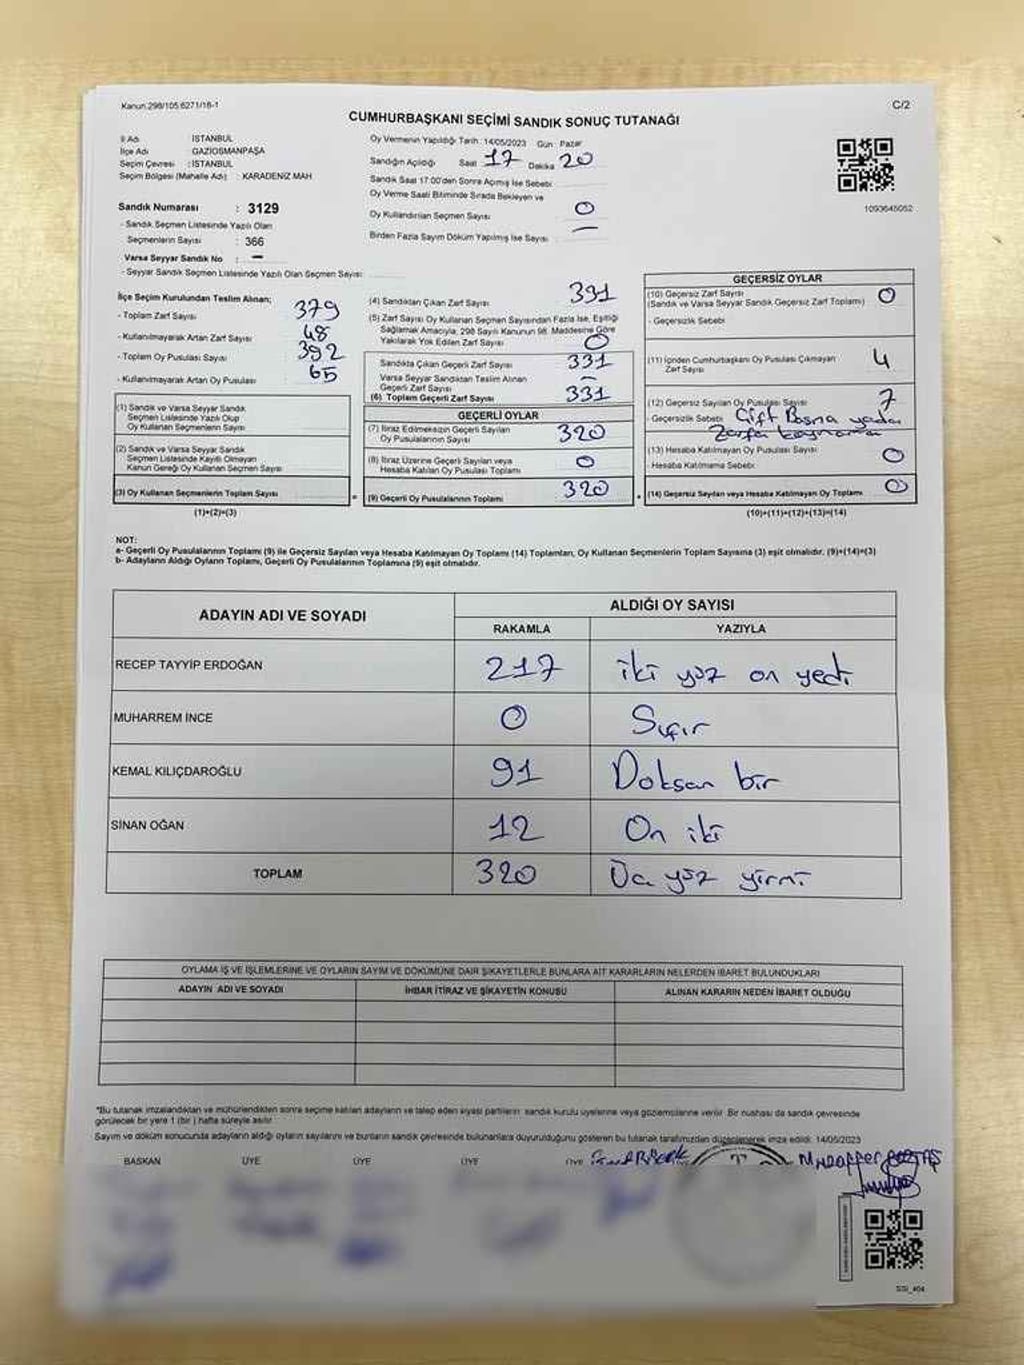 Kanun.298/105.6271/18-1
C/2
CUMHURBAŞKANI SEÇİMİ SANDIK SONUÇ TUTANAĞI
İl Adı : İSTANBUL
İlçe Adı : GAZİOSMANPAŞA
Seçim Çevresi : İSTANBUL
Seçim Bölgesi (Mahalle Adı) : KARADENİZ MAH
Oy Vermenin Yapıldığı Tarih :14/05/2023 Gün : Pazar
Sandığın Açıldığı Saat 17 Dakika 20
Sandık Saat 17:00'den Sonra Açmış İse Sebebi
Oy Verme Saati Bitiminde Sırada Bekleyen ve
Oy Kullandırılan Seçmen Sayısı 0
Birden Fazla Sayım Döküm Yapılmış İse Sayısı —
1093645052
Sandık Numarası : 3129
- Sandık Seçmen Listesinde Yazılı Olan
Seçmenlerin Sayısı : 366
Varsa Seyyar Sandık No : —
- Seyyar Sandık Seçmen Listesinde Yazılı Olan Seçmen Sayısı
İlçe Seçim Kurulundan Teslim Alınan;
- Toplam Zarf Sayısı : 379
- Kullanılmayarak Artan Zarf Sayısı : 48
- Toplam Oy Pusulası Sayısı : 392
- Kullanılmayarak Artan Oy Pusulası : 65
(1) Sandık ve Varsa Seyyar Sandık
Seçmen Listesinde Yazılı Olup
Oy Kullanan Seçmenlerin Sayısı
(2) Sandık ve Varsa Seyyar Sandık
Seçmen Listesinde Kayıtlı Olmayan
Kanun Gereği Oy Kullanan Seçmen Sayısı
(3) Oy Kullanan Seçmenlerin Toplam Sayısı
(1)+(2)=(3)
(4) Sandıktan Çıkan Zarf Sayısı 331
(5) Zarf Sayısı Oy Kullanan Seçmen Sayısından Fazla İse, Eşitliği
Sağlamak Amacıyla, 298 Sayılı Kanunun 98. Maddesine Göre
Yakılarak Yok Edilen Zarf Sayısı 0
Sandıkta Çıkan Geçerli Zarf Sayısı 331
Varsa Seyyar Sandıktan Teslim Alınan
Geçerli Zarf Sayısı —
(6) Toplam Geçerli Zarf Sayısı 331
GEÇERLİ OYLAR
(7) İtiraz Edilmeksizin Geçerli Sayılan
Oy Pusulalarının Sayısı 320
(8) İtiraz Üzerine Geçerli Sayılan veya
Hesaba Katılan Oy Pusulası Toplamı 0
= (9) Geçerli Oy Pusulalarının Toplamı 320
GEÇERSİZ OYLAR
(10) Geçersiz Zarf Sayısı 0
(Sandık ve Varsa Seyyar Sandık Geçersiz Zarf Toplamı)
- Geçersizlik Sebebi
(11) İçinden Cumhurbaşkanı Oy Pusulası Çıkmayan
Zarf Sayısı 4
(12) Geçersiz Sayılan Oy Pusulası Sayısı 7
- Geçersizlik Sebebi Çift Basma yada
Zarfa koymama
(13) Hesaba Katılmayan Oy Pusulası Sayısı 0
- Hesaba Katılmama Sebebi
+ (14) Geçersiz Sayılan veya Hesaba Katılmayan Oy Toplamı 0
(10)+(11)+(12)+(13)=(14)
NOT:
a- Geçerli Oy Pusulalarının Toplamı (9) ile Geçersiz Sayılan veya Hesaba Katılmayan Oy Toplamı (14) Toplamları, Oy Kullanan Seçmenlerin Toplam Sayısına (3) eşit olmalıdır. (9)+(14)=(3)
b- Adayların Aldığı Oyların Toplamı, Geçerli Oy Pusulalarının Toplamına (9) eşit olmalıdır.
ADAYIN ADI VE SOYADI
ALDIĞI OY SAYISI
RAKAMLA YAZIYLA
RECEP TAYYİP ERDOĞAN 217 iki yüz on yedi
MUHARREM İNCE 0 Sıfır
KEMAL KILIÇDAROĞLU 91 Doksan bir
SİNAN OĞAN 12 On iki
TOPLAM 320 Üç yüz yirmi
OYLAMA İŞ VE İŞLEMLERİNE VE OYLARIN SAYIM VE DÖKÜMÜNE DAİR ŞİKAYETLERLE BUNLARA AİT KARARLARIN NELERDEN İBARET BULUNDUKLARI
ADAYIN ADI VE SOYADI İHBAR İTİRAZ VE ŞİKAYETİN KONUSU ALINAN KARARIN NEDEN İBARET OLDUĞU
*Bu tutanak imzalandıktan ve mühürlendikten sonra seçime katılan adayların ve talep eden siyasi partilerin sandık kurulu üyelerine veya gözlemcilerine verilir. Bir nüshası da sandık çevresinde
görülecek bir yere 1 (bir ) hafta süreyle asılır.
Sayım ve döküm sonucunda adayların aldığı oyların sayılarını ve bunların sandık çevresinde bulunanlara duyurulduğunu gösteren bu tutanak tarafımızdan düzenlenerek imza edildi. 14/05/2023
BAŞKAN ÜYE ÜYE ÜYE ÜYE
Muzaffer
SSI_404